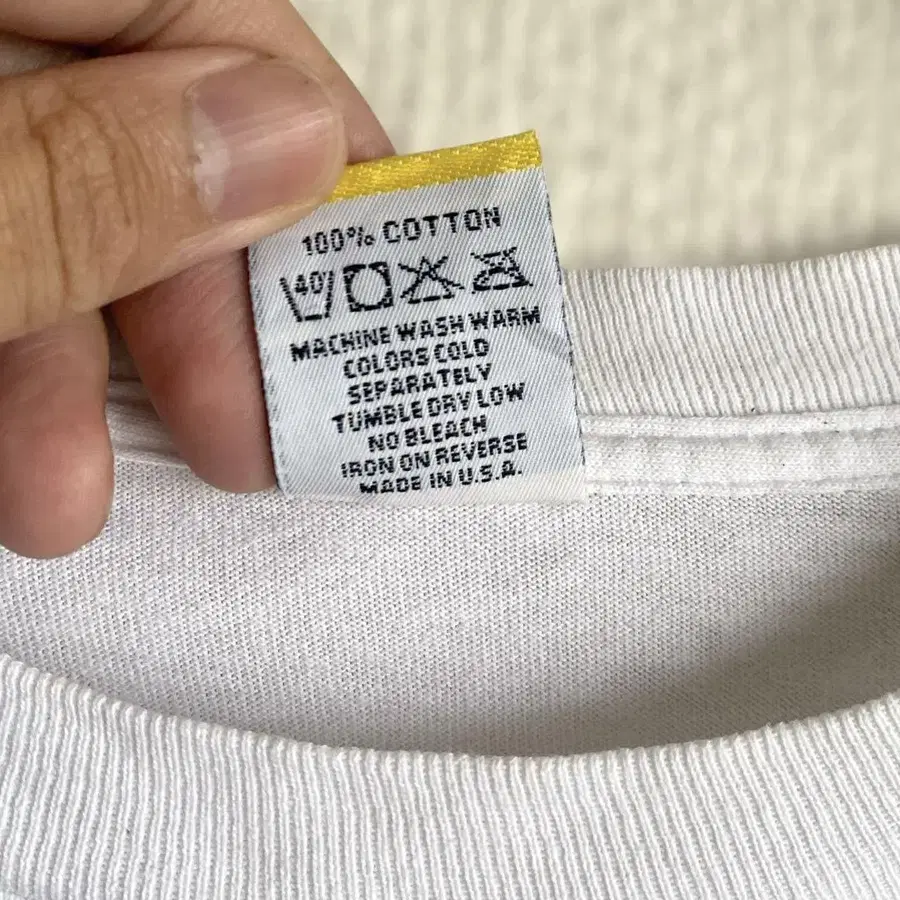 100% COTTON
40
MACHINE WASH WARM
COLORS COLD
SEPARATELY
TUMBLE DRY LOW
NO BLEACH
IRON ON REVERSE
MADE IN U.S.A.